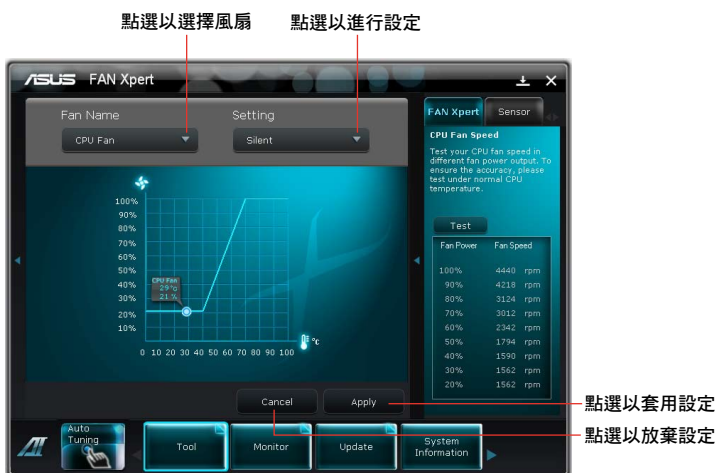 點選以選擇風扇
點選以進行設定
ASUS FAN Xpert
Fan Name
Setting
CPU Fan
Silent
100%
90%
80%
70%
60%
50%
40%
30%
20%
10%
CPU Fan
29°c
21 %
0 10 20 30 40 50 60 70 80 90 100
°c
Cancel
Apply
FAN Xpert
Sensor
CPU Fan Speed
Test your CPU fan speed in
different fan power output. To
ensure the accuracy, please
test under normal CPU
temperature.
Test
Fan Power Fan Speed
100% 4440 rpm
90% 4218 rpm
80% 3124 rpm
70% 3012 rpm
60% 2342 rpm
50% 1794 rpm
40% 1590 rpm
30% 1562 rpm
20% 1562 rpm
點選以套用設定
點選以放棄設定
AI
Auto
Tuning
Tool
Monitor
Update
System
Information